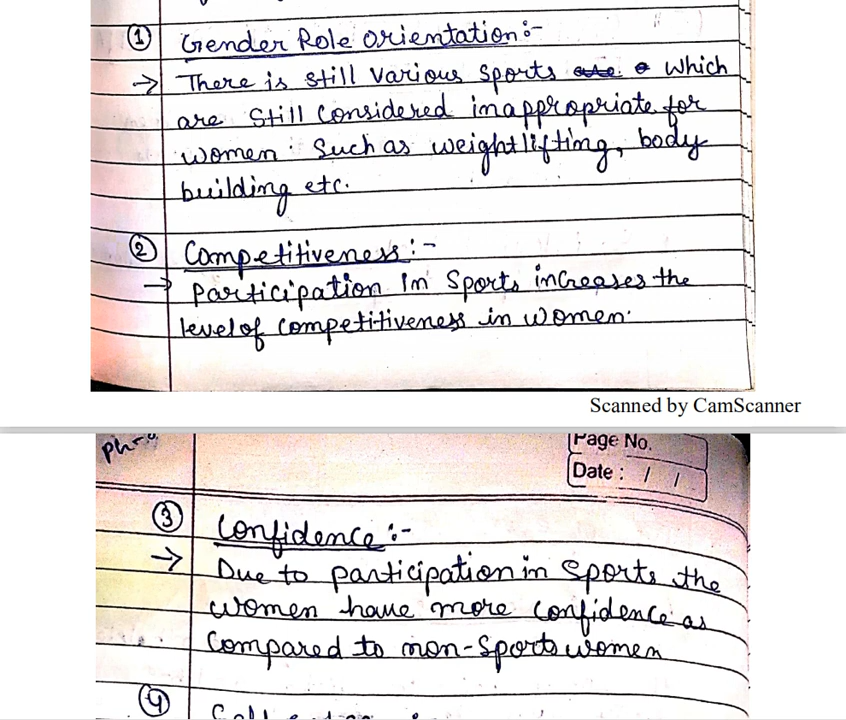 ① Gender Role Orientation :-
→ There is still various sports which
are still considered inappropriate for
women. Such as weightlifting, body
building etc.
② Competitiveness :-
→ Participation in Sports increases the
level of competitiveness in women.
Scanned by CamScanner
Page No.
Date : / /
③ Confidence :-
→ Due to participation in Sports the
women have more confidence as
Compared to non-Sports women
④